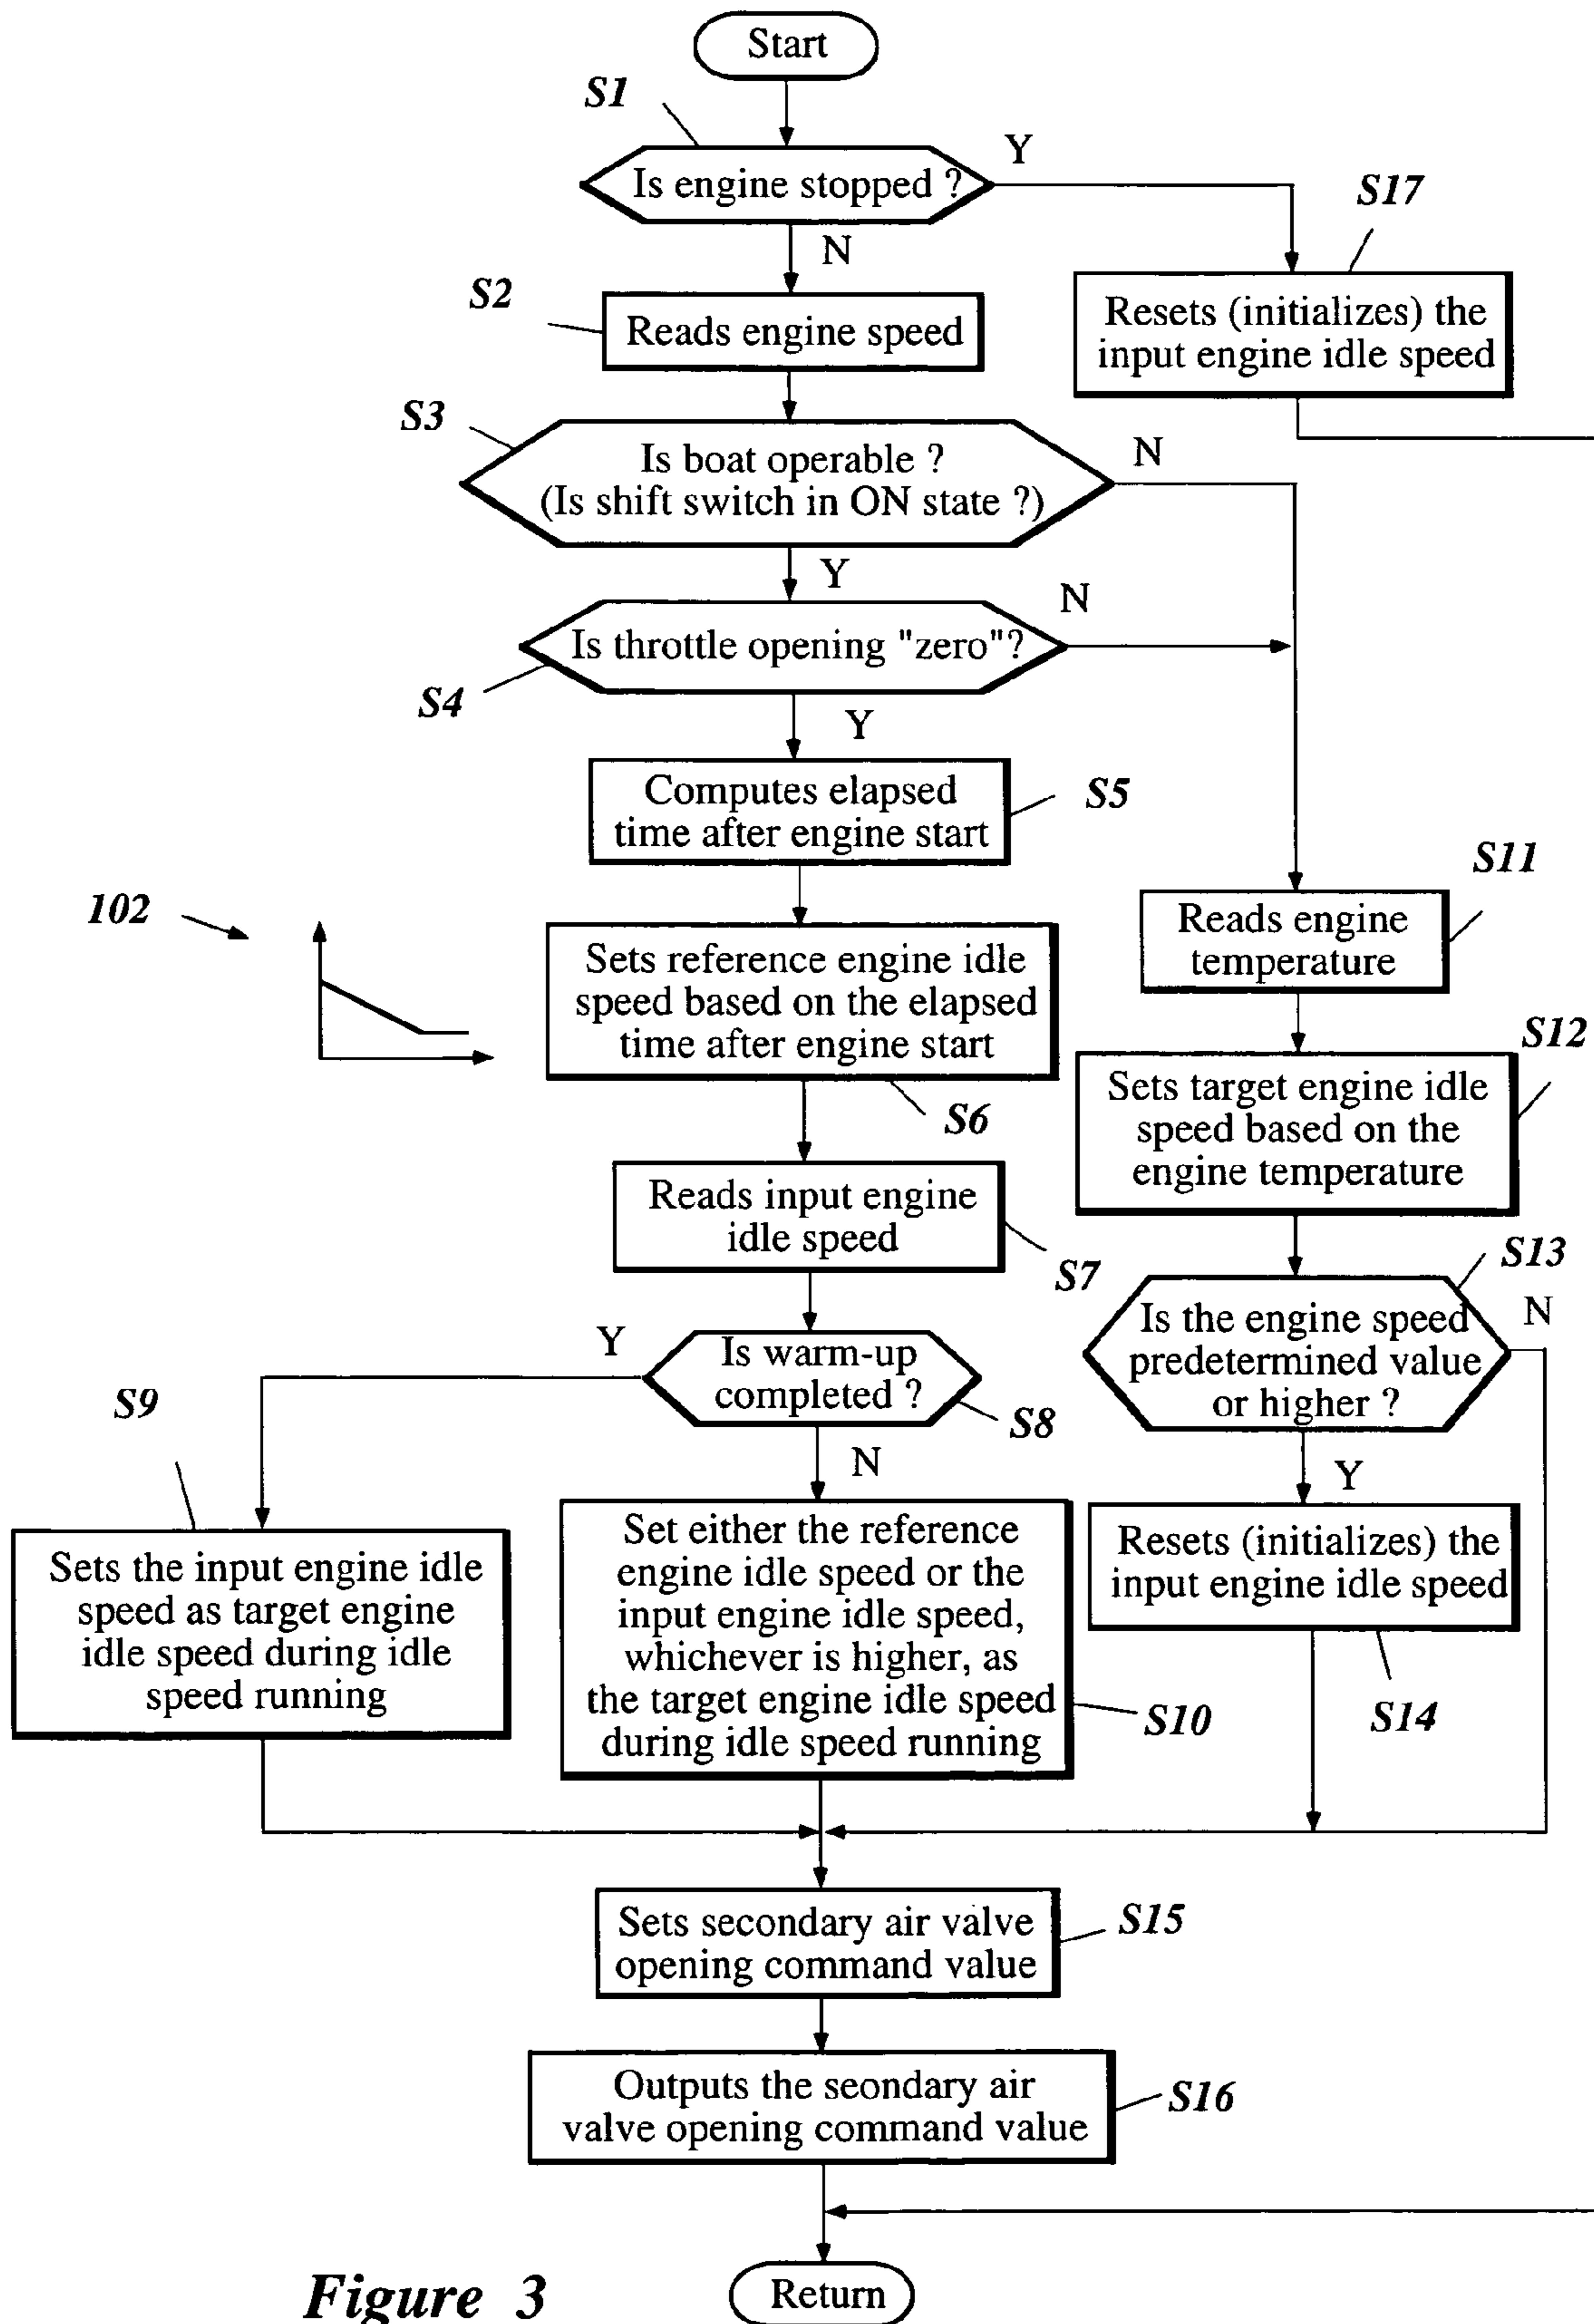 Start
S1
Is engine stopped ?
Y
N
S17
Resets (initializes) the
input engine idle speed
S2
Reads engine speed
S3
Is boat operable ?
(Is shift switch in ON state ?)
N
Y
S4
Is throttle opening "zero"?
N
Y
Computes elapsed
time after engine start
S5
102
Sets reference engine idle
speed based on the elapsed
time after engine start
S6
S11
Reads engine
temperature
S12
Sets target engine idle
speed based on the
engine temperature
Reads input engine
idle speed
S7
S13
Is the engine speed
predetermined value
or higher ?
N
Y
Is warm-up
completed ?
S8
Y
N
S9
Sets the input engine idle
speed as target engine
idle speed during idle
speed running
Set either the reference
engine idle speed or the
input engine idle speed,
whichever is higher, as
the target engine idle speed
during idle speed running
S10
Resets (initializes) the
input engine idle speed
S14
Sets secondary air valve
opening command value
S15
Outputs the seondary air
valve opening command value
S16
Return
Figure 3